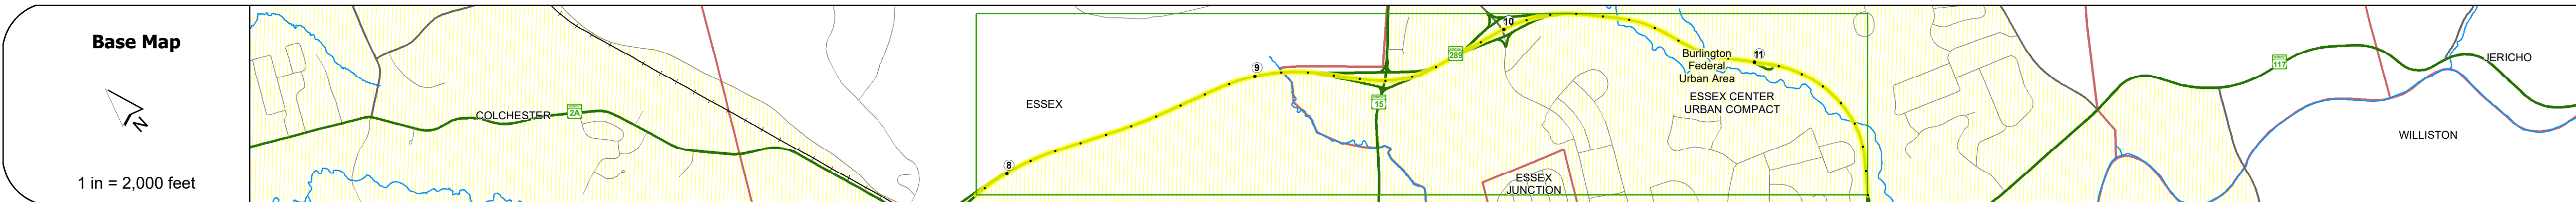 Base Map
N
1 in = 2,000 feet
COLCHESTER
2A
8
ESSEX
9
15
289
10
Burlington
Federal
Urban Area
11
ESSEX CENTER
URBAN COMPACT
ESSEX
JUNCTION
117
JERICHO
WILLISTON